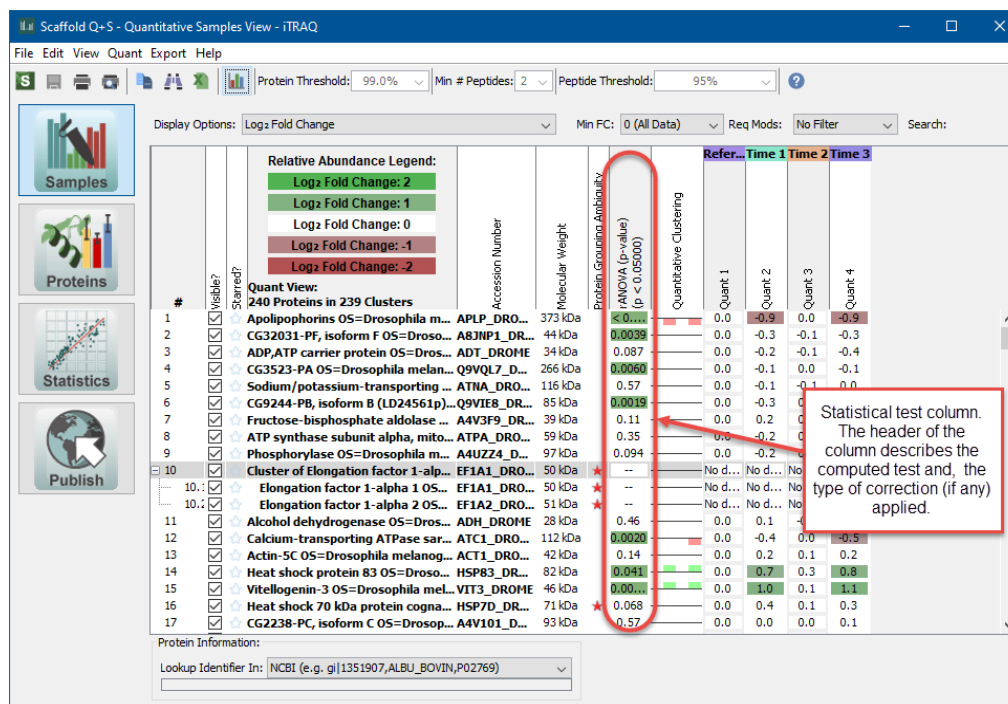 Scaffold Q+S - Quantitative Samples View - iTRAQ
File Edit View Quant Export Help
S Protein Threshold: 99.0% Min # Peptides: 2 Peptide Threshold: 95% ?
Display Options: Log₂ Fold Change Min FC: 0 (All Data) Req Mods: No Filter Search:
Samples
Proteins
Statistics
Publish
Refer... Time 1 Time 2 Time 3
Relative Abundance Legend:
Log₂ Fold Change: 2
Log₂ Fold Change: 1
Log₂ Fold Change: 0
Log₂ Fold Change: -1
Log₂ Fold Change: -2
Quant View:
240 Proteins in 239 Clusters
#
Visible?
Starred?
Accession Number
Molecular Weight
Protein Grouping Ambiguity
rANOVA (p-value)
(p < 0.05000)
Quantitative Clustering
Quant 1
Quant 2
Quant 3
Quant 4
1 Apolipophorins OS=Drosophila m... APLP_DRO... 373 kDa < 0.... 0.0 -0.9 0.0 -0.9
2 CG32031-PF, isoform F OS=Droso... A8JNP1_DR... 44 kDa 0.0039 0.0 -0.3 -0.1 -0.3
3 ADP,ATP carrier protein OS=Dros... ADT_DROME 34 kDa 0.087 0.0 -0.2 -0.1 -0.4
4 CG3523-PA OS=Drosophila melan... Q9VQL7_D... 266 kDa 0.0060 0.0 -0.1 0.0 -0.1
5 Sodium/potassium-transporting ... ATNA_DRO... 116 kDa 0.57 0.0 -0.1 -0.1 0.0
6 CG9244-PB, isoform B (LD24561p)... Q9VIE8_DR... 85 kDa 0.0019 0.0 -0.3
7 Fructose-bisphosphate aldolase ... A4V3F9_DR... 39 kDa 0.11 0.0 0.2
8 ATP synthase subunit alpha, mito... ATPA_DRO... 59 kDa 0.35 0.0 -0.2
9 Phosphorylase OS=Drosophila m... A4UZZ4_D... 97 kDa 0.094 0.0 -0.2
10 Cluster of Elongation factor 1-alp... EF1A1_DRO... 50 kDa -- No d... No d... No
10.1 Elongation factor 1-alpha 1 OS... EF1A1_DRO... 50 kDa -- No d... No d... No
10.2 Elongation factor 1-alpha 2 OS... EF1A2_DRO... 51 kDa -- No d... No d... No
11 Alcohol dehydrogenase OS=Dros... ADH_DROME 28 kDa 0.46 0.0 0.1
12 Calcium-transporting ATPase sar... ATC1_DRO... 112 kDa 0.0020 0.0 -0.4 0.0 -0.5
13 Actin-5C OS=Drosophila melanog... ACT1_DRO... 42 kDa 0.14 0.0 0.2 0.1 0.2
14 Heat shock protein 83 OS=Droso... HSP83_DR... 82 kDa 0.041 0.0 0.7 0.3 0.8
15 Vitellogenin-3 OS=Drosophila mel... VIT3_DROME 46 kDa 0.00... 0.0 1.0 0.1 1.1
16 Heat shock 70 kDa protein cogna... HSP7D_DR... 71 kDa 0.068 0.0 0.4 0.1 0.3
17 CG2238-PC, isoform C OS=Drosop... A4V101_D... 93 kDa 0.57 0.0 0.0 0.0 0.1
Statistical test column.
The header of the
column describes the
computed test and, the
type of correction (if any)
applied.
Protein Information:
Lookup Identifier In: NCBI (e.g. gi|1351907,ALBU_BOVIN,P02769)